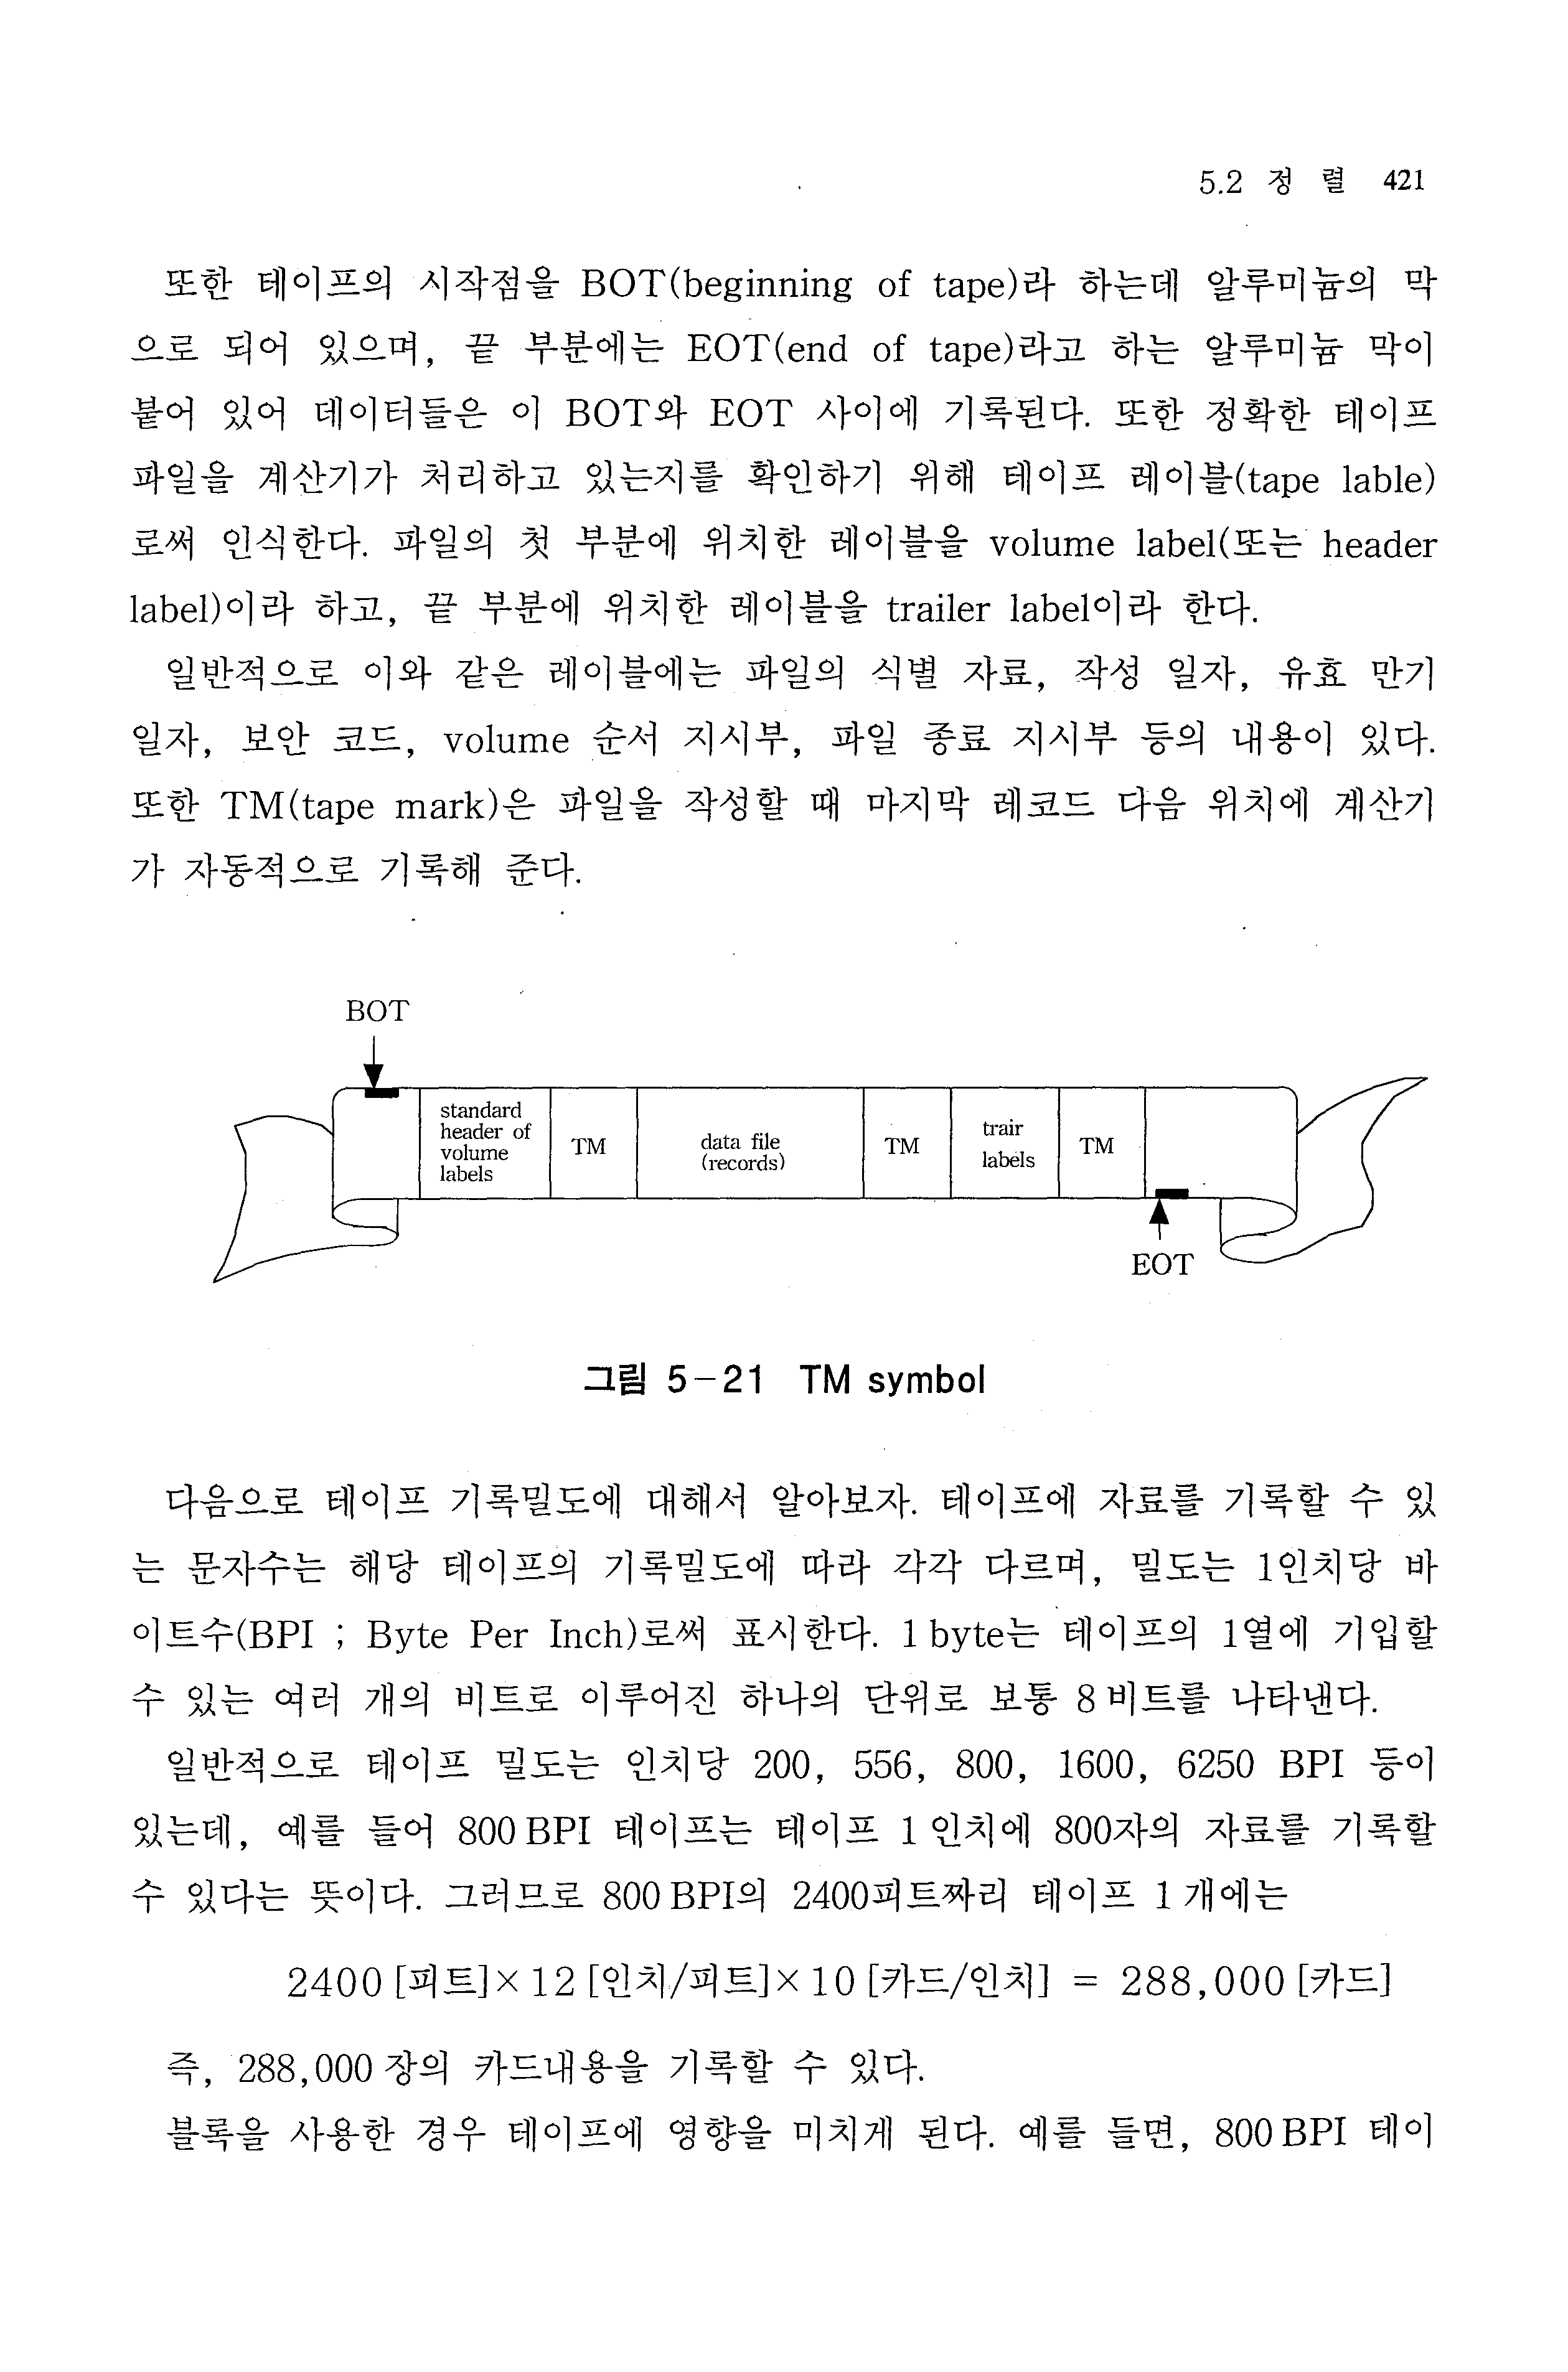 5.2 정 렬 421
또한 테이프의 시작점을 BOT(beginning of tape)라 하는데 알루미늄의 막
으로 되어 있으며, 끝 부분에는 EOT(end of tape)라고 하는 알루미늄 막이
붙어 있어 데이터들은 이 BOT와 EOT 사이에 기록된다. 또한 정확한 테이프
파일을 계산기가 처리하고 있는지를 확인하기 위해 테이프 레이블(tape lable)
로써 인식한다. 파일의 첫 부분에 위치한 레이블을 volume label(또는 header
label)이라 하고, 끝 부분에 위치한 레이블을 trailer label이라 한다.
일반적으로 이와 같은 레이블에는 파일의 식별 자료, 작성 일자, 유효 만기
일자, 보안 코드, volume 순서 지시부, 파일 종료 지시부 등의 내용이 있다.
또한 TM(tape mark)은 파일을 작성할 때 마지막 레코드 다음 위치에 계산기
가 자동적으로 기록해 준다.
BOT
standard
header of
volume
labels
TM
data file
(records)
TM
trair
labels
TM
EOT
그림 5-21 TM symbol
다음으로 테이프 기록밀도에 대해서 알아보자. 테이프에 자료를 기록할 수 있
는 문자수는 해당 테이프의 기록밀도에 따라 각각 다르며, 밀도는 1인치당 바
이트수(BPI ; Byte Per Inch)로써 표시한다. 1 byte는 테이프의 1열에 기입할
수 있는 여러 개의 비트로 이루어진 하나의 단위로 보통 8 비트를 나타낸다.
일반적으로 테이프 밀도는 인치당 200, 556, 800, 1600, 6250 BPI 등이
있는데, 예를 들어 800 BPI 테이프는 테이프 1 인치에 800자의 자료를 기록할
수 있다는 뜻이다. 그러므로 800 BPI의 2400피트짜리 테이프 1 개에는
2400 [피트]× 12 [인치/피트]× 10 [카드/인치] = 288,000 [카드]
즉, 288,000 장의 카드내용을 기록할 수 있다.
블록을 사용한 경우 테이프에 영향을 미치게 된다. 예를 들면, 800 BPI 테이